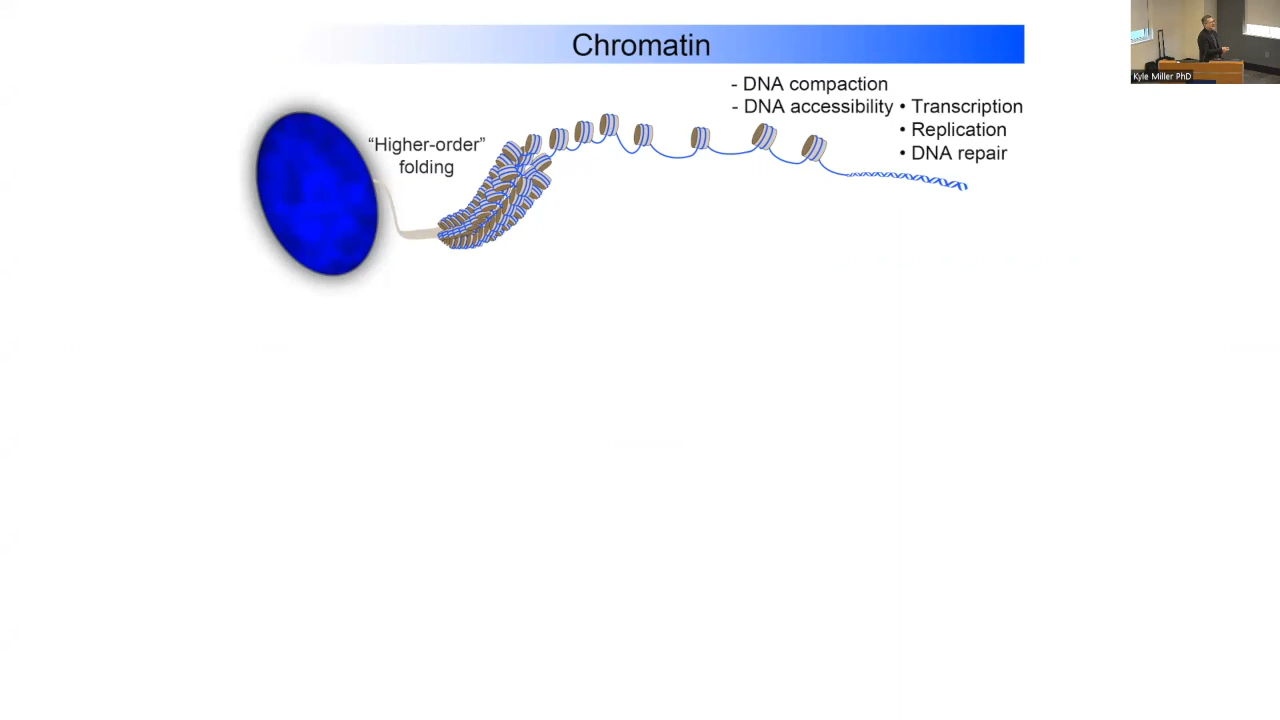 Chromatin
Kyle Miller PhD
- DNA compaction
- DNA accessibility • Transcription
• Replication
• DNA repair
“Higher-order”
folding